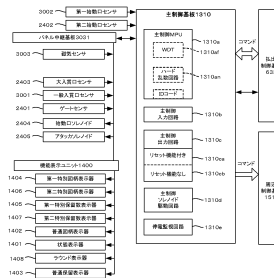 3002 第一始動口センサ
2402 第二始動口センサ
パネル中継基板3031
3003 磁気センサ
2403 大入賞口センサ
3001 一般入賞口センサ
2401 ゲートセンサ
2404 始動口ソレノイド
2405 アタッカソレノイド
機能表示ユニット1400
1404 第一特別図柄表示器
1406 第二特別図柄表示器
1405 第一特別保留数表示器
1407 第二特別保留数表示器
1402 普通図柄表示器
1401 状態表示器
1408 ラウンド表示器
1403 普通保留表示器
主制御基板1310
主制御MPU 1310a
WDT 1310af
ハード
乱数回路 1310an
IDコード
主制御
入力回路 1310b
主制御
出力回路 1310c
リセット機能付き 1310ca
リセット機能なし 1310cb
主制御
ソレノイド
駆動回路 1310d
停電監視回路 1310e
コマンド
コマンド